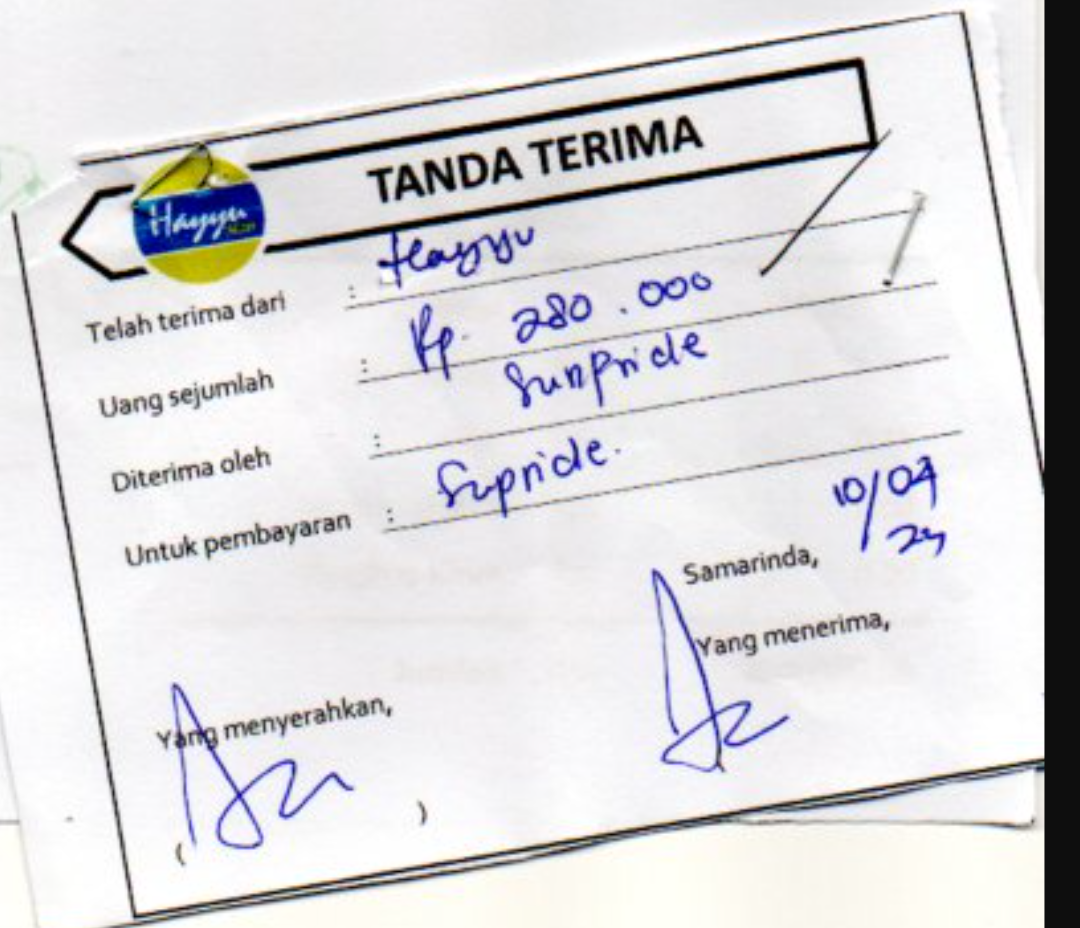 TANDA TERIMA
Hayyu
Telah terima dari : Hayyu
Uang sejumlah : Rp. 280.000
Diterima oleh : Sunpride
Untuk pembayaran : Supride.
Samarinda, 10/04
Yang menerima,
Yang menyerahkan,
( )